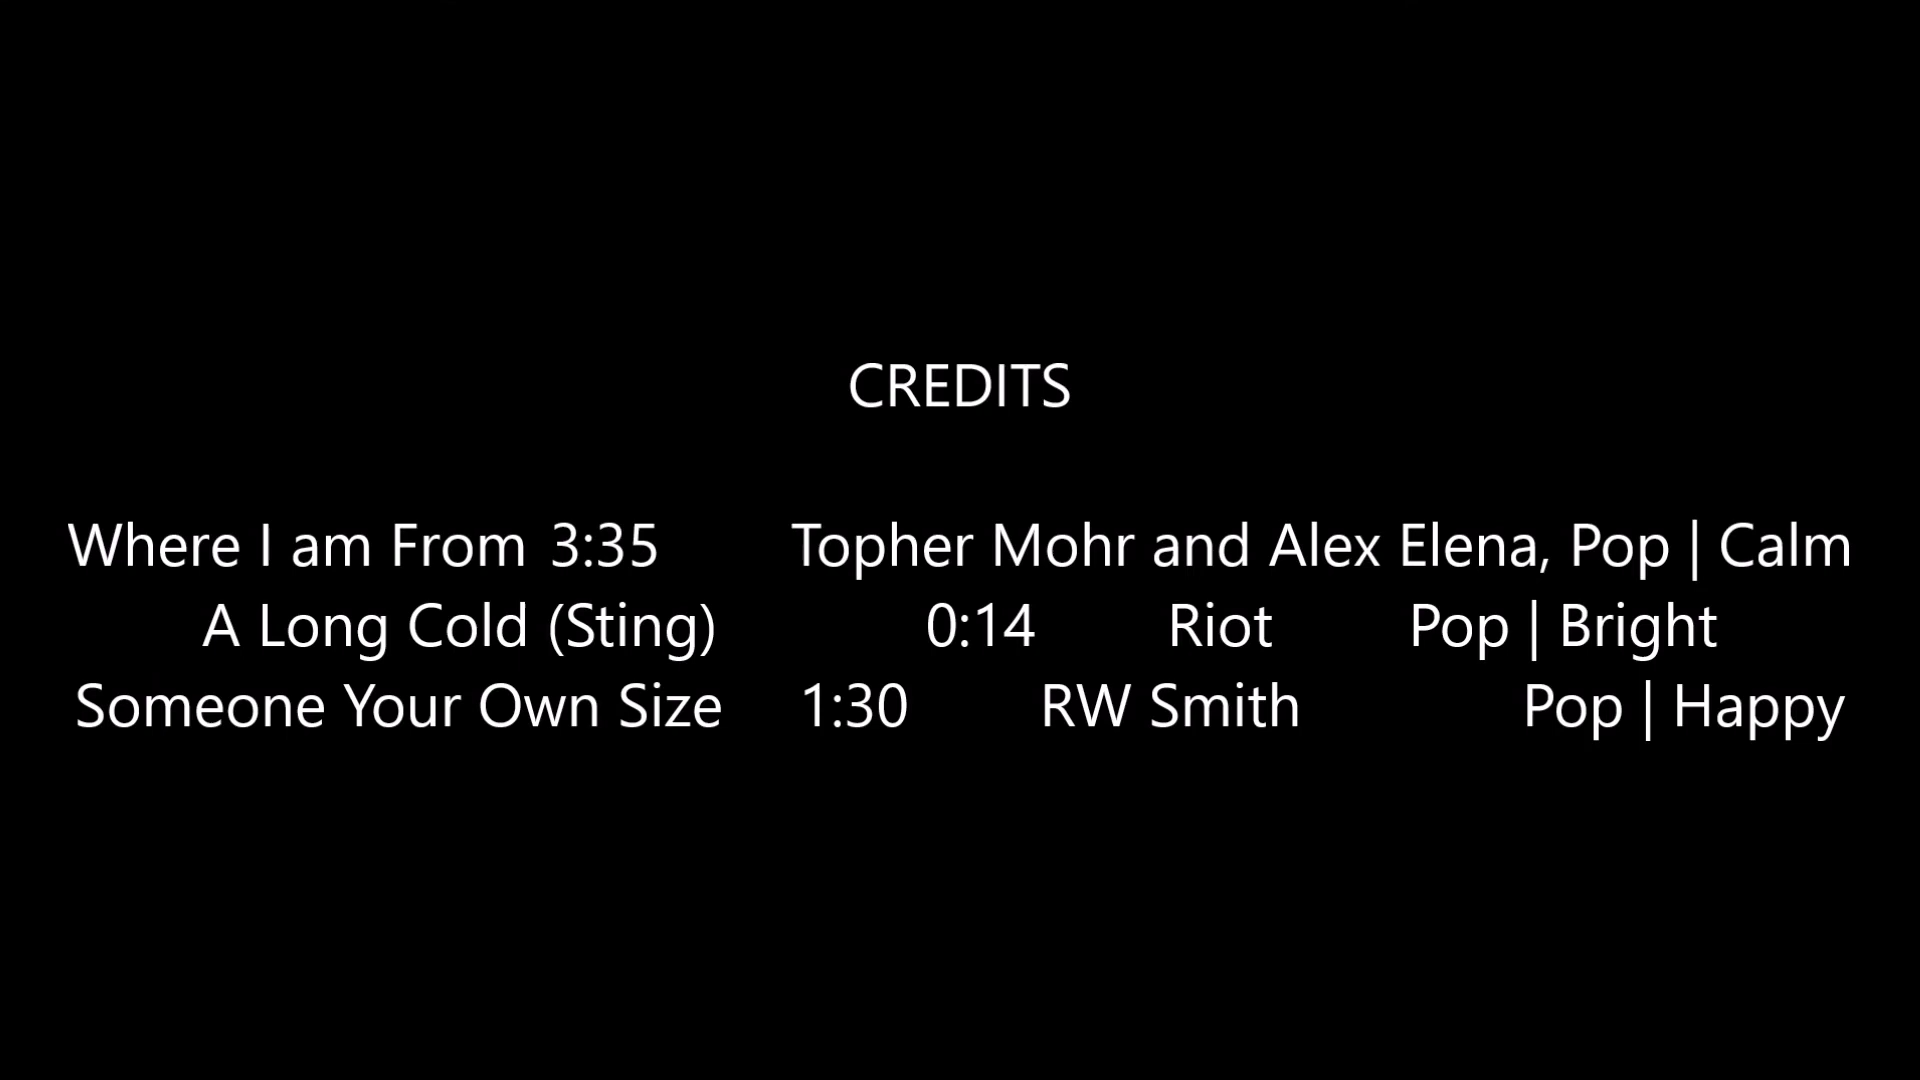 CREDITS
Where I am From 3:35 Topher Mohr and Alex Elena, Pop | Calm
A Long Cold (Sting) 0:14 Riot Pop | Bright
Someone Your Own Size 1:30 RW Smith Pop | Happy